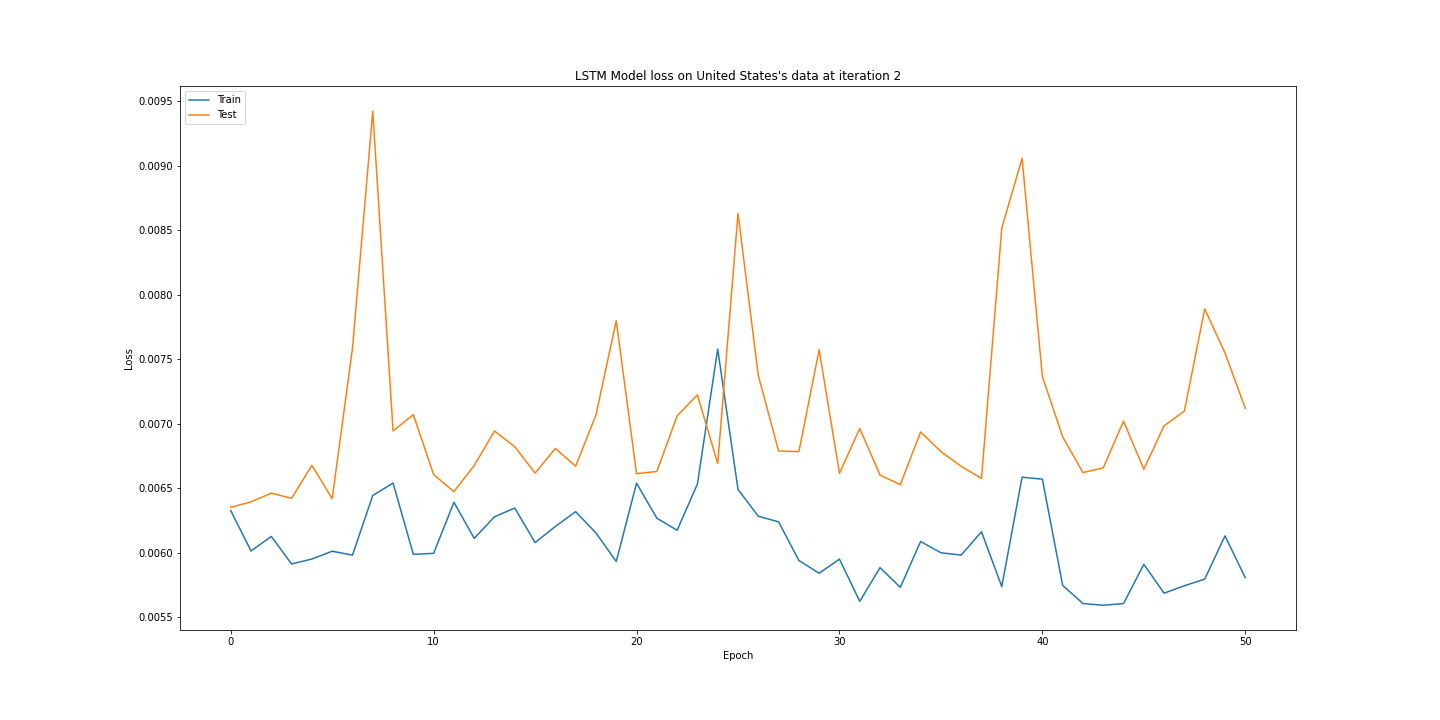 LSTM Model loss on United States's data at iteration 2
Train
Test
0.0095
0.0090
0.0085
0.0080
0.0075
0.0070
0.0065
0.0060
0.0055
Loss
0 10 20 30 40 50
Epoch